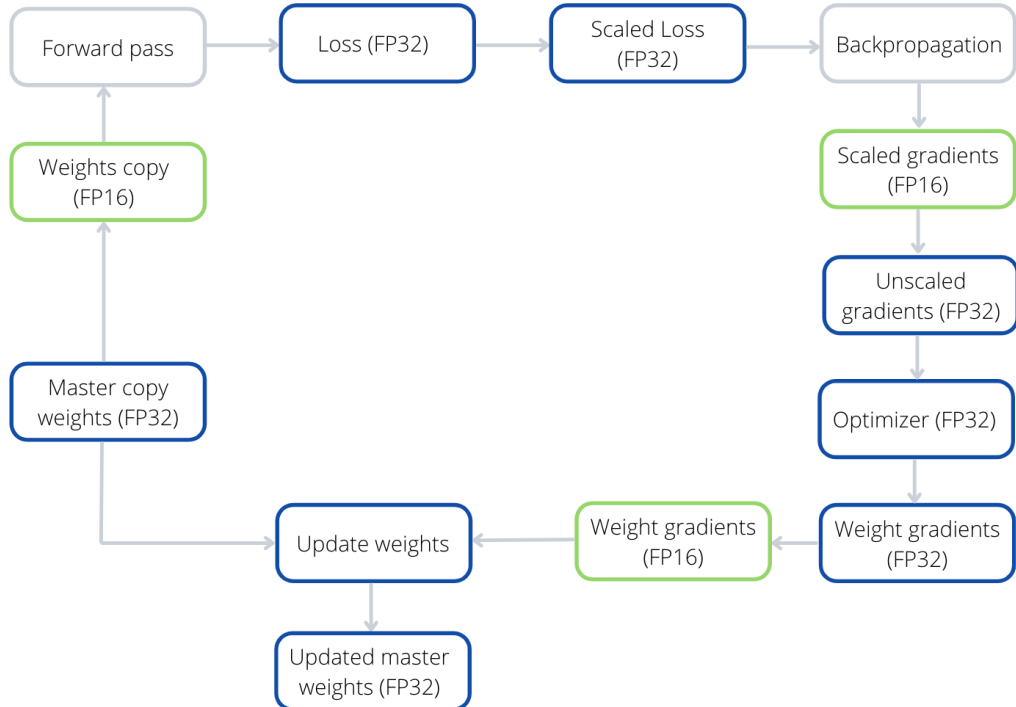 Forward pass
Loss (FP32)
Scaled Loss
(FP32)
Backpropagation
Weights copy
(FP16)
Scaled gradients
(FP16)
Unscaled
gradients (FP32)
Master copy
weights (FP32)
Optimizer (FP32)
Update weights
Weight gradients
(FP16)
Weight gradients
(FP32)
Updated master
weights (FP32)